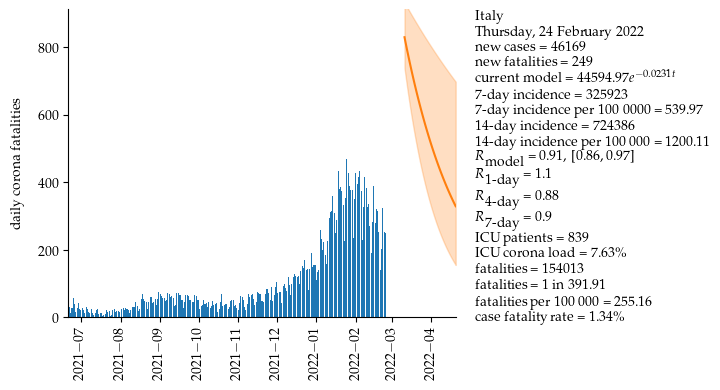 Italy
Thursday, 24 February 2022
new cases = 46169
new fatalities = 249
current model = 44594.97e^{-0.0231t}
7-day incidence = 325923
7-day incidence per 100 0000 = 539.97
14-day incidence = 724386
14-day incidence per 100 000 = 1200.11
R_model = 0.91, [0.86, 0.97]
R_1-day = 1.1
R_4-day = 0.88
R_7-day = 0.9
ICU patients = 839
ICU corona load = 7.63%
fatalities = 154013
fatalities = 1 in 391.91
fatalities per 100 000 = 255.16
case fatality rate = 1.34%
daily corona fatalities
800
600
400
200
0
2021−07
2021−08
2021−09
2021−10
2021−11
2021−12
2022−01
2022−02
2022−03
2022−04